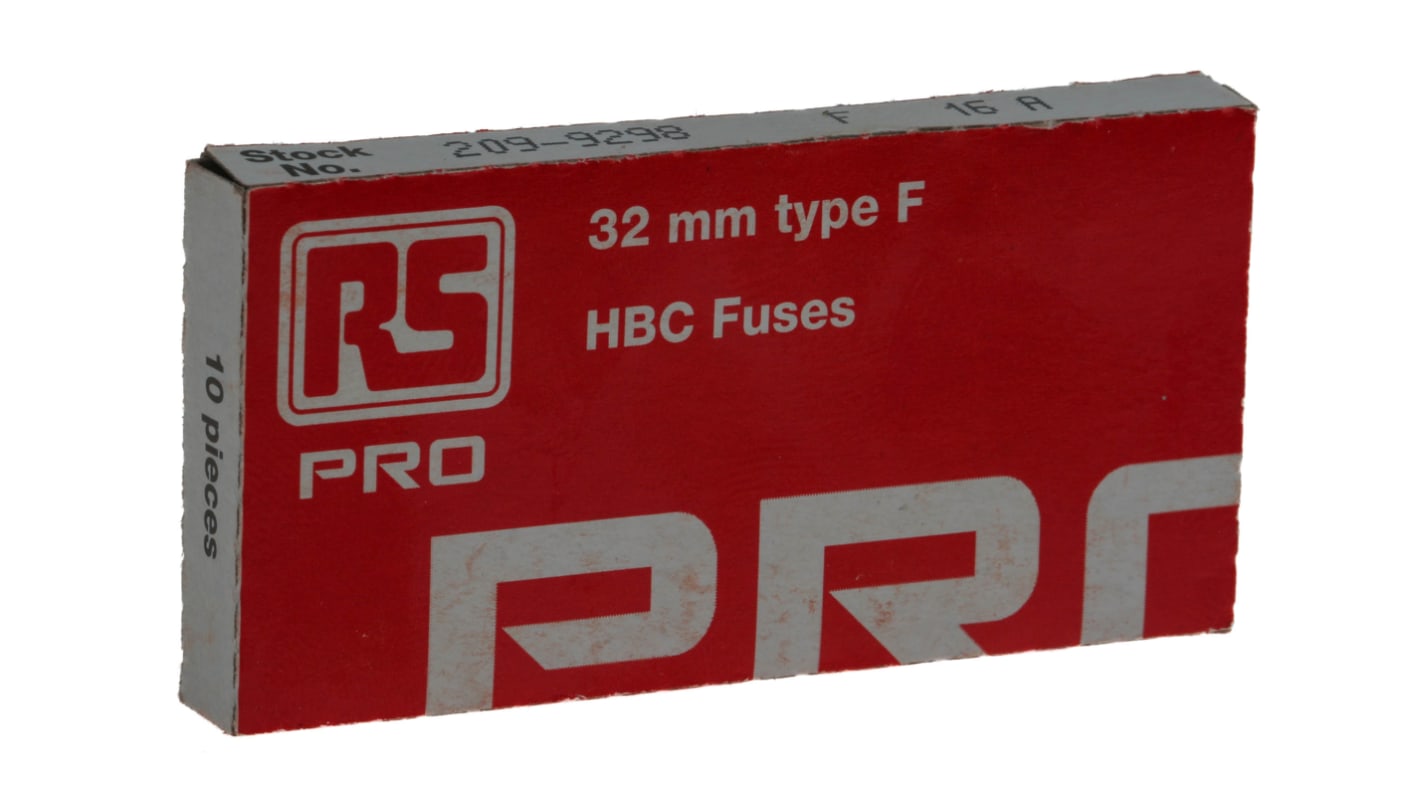 Stock No. 209-9298 F 16 A
RS
PRO
32 mm type F
HBC Fuses
10 pieces
PRO